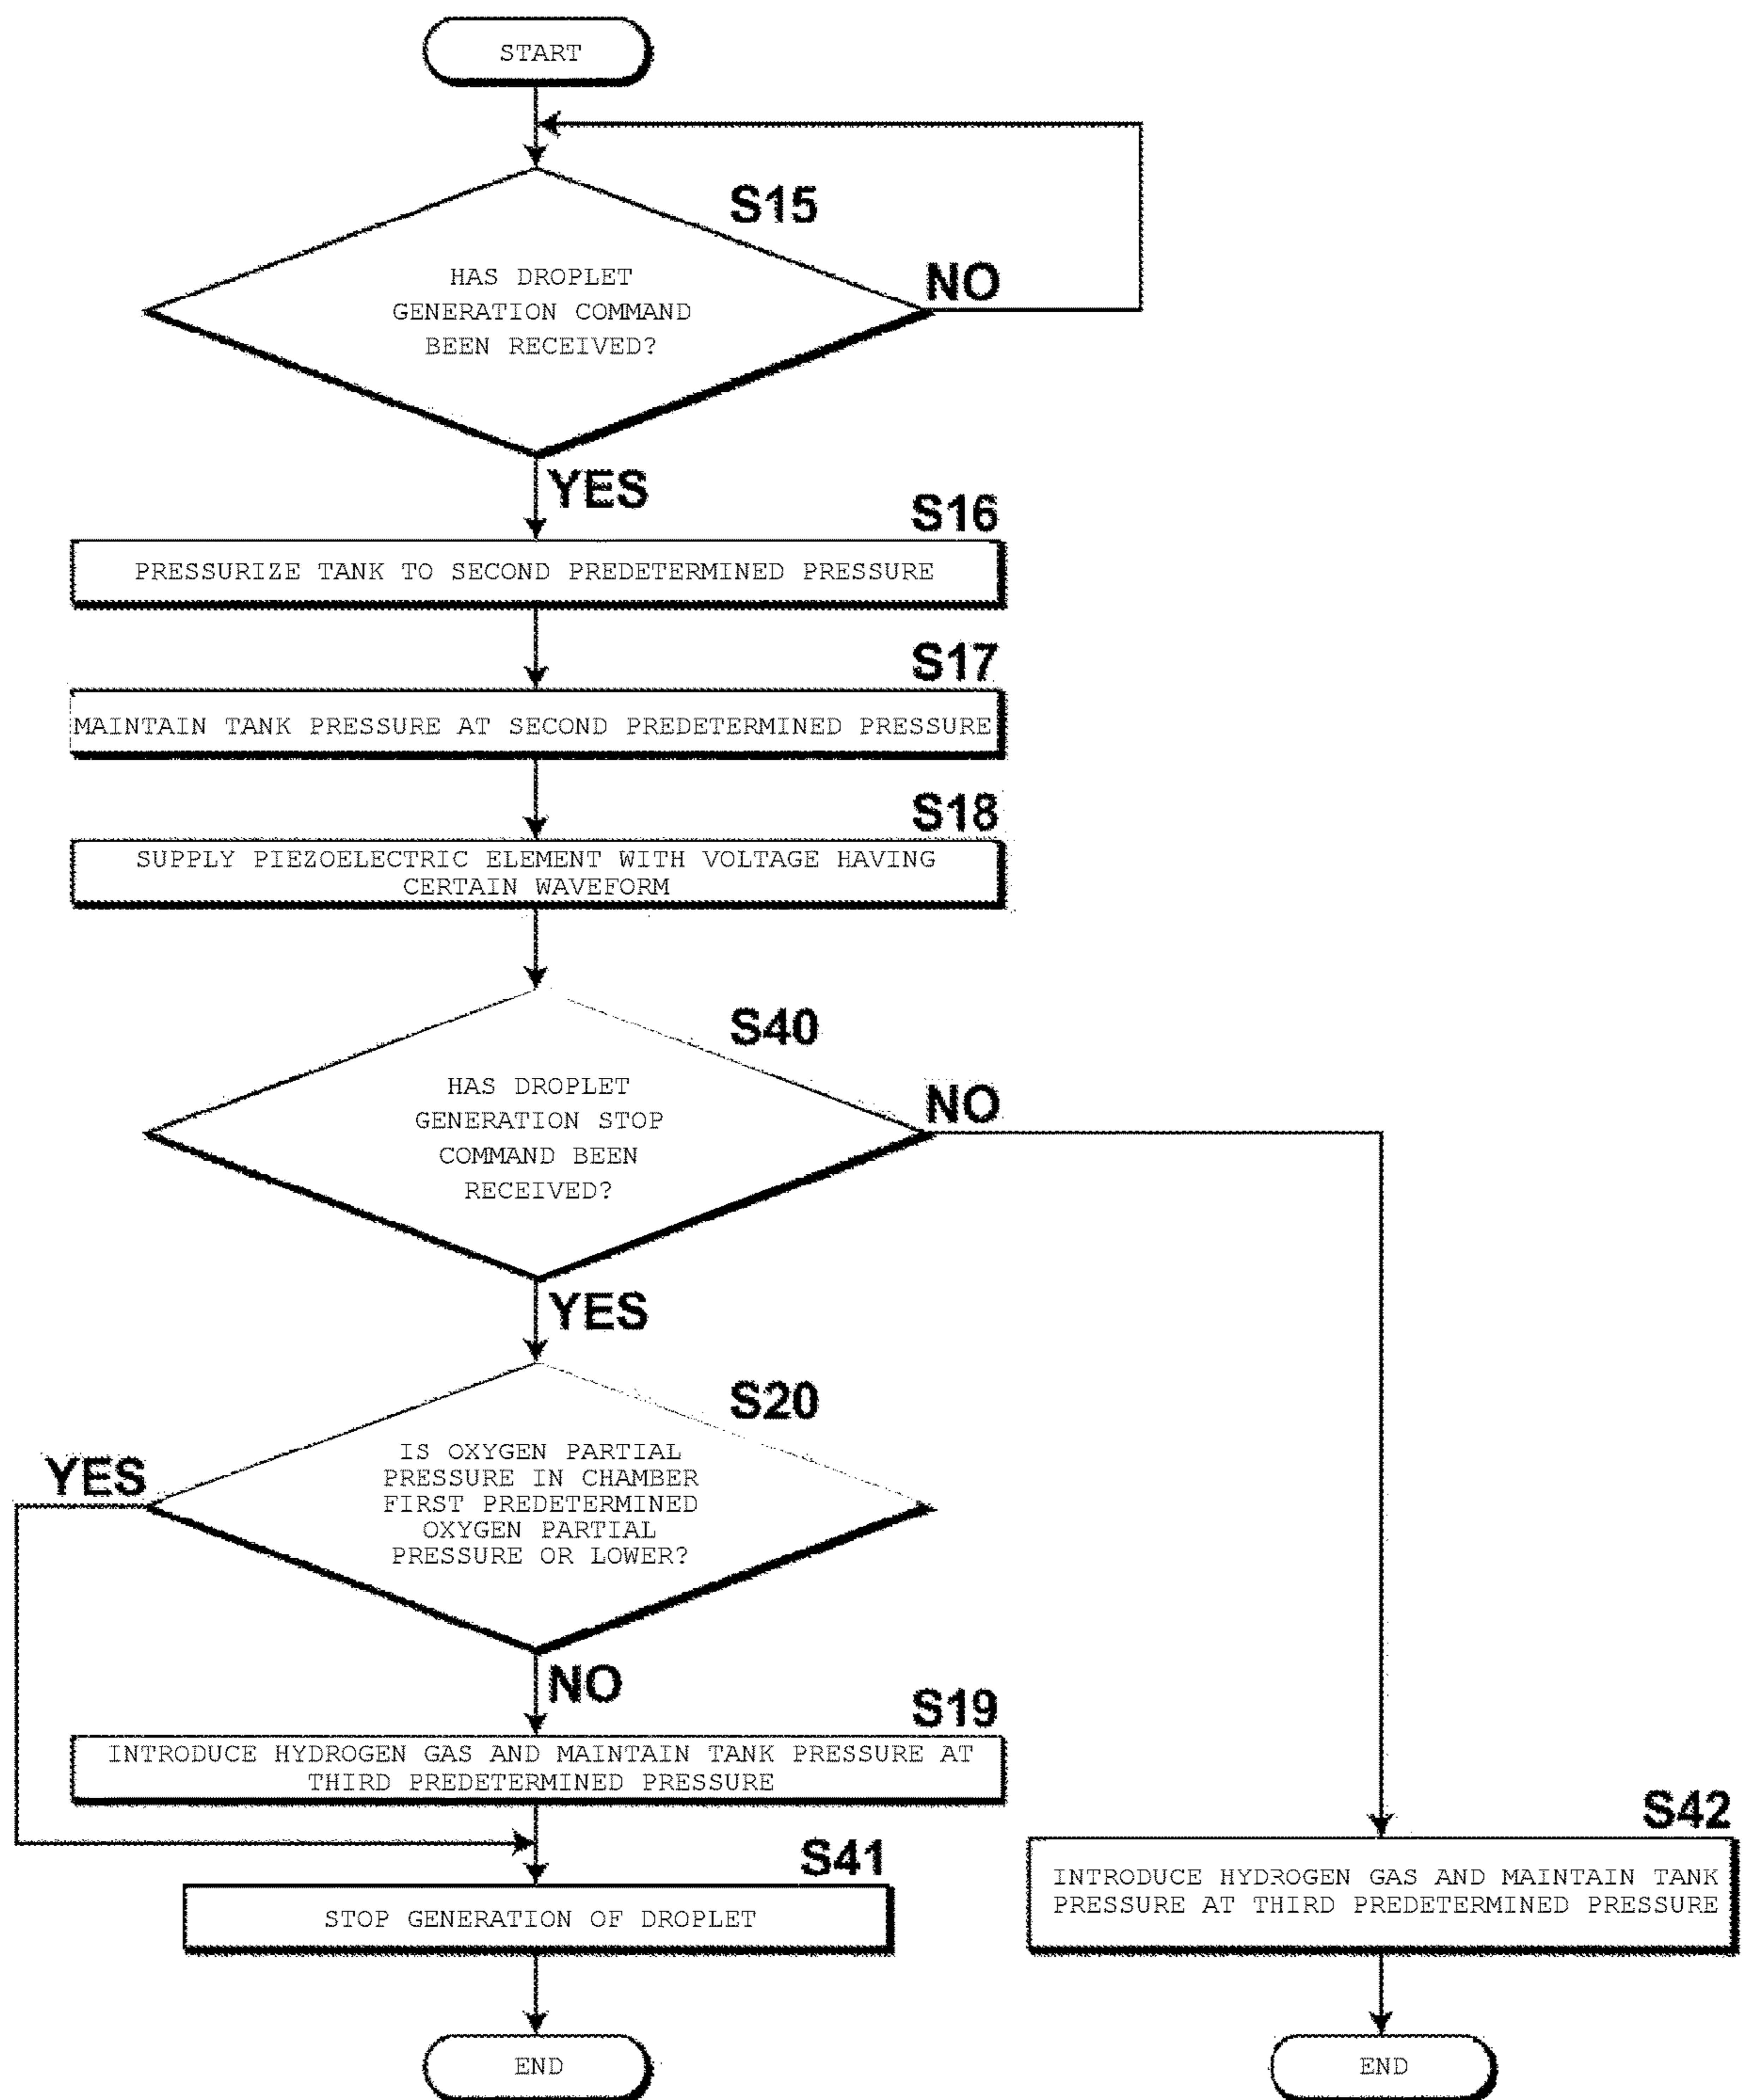 START
S15
HAS DROPLET
GENERATION COMMAND
BEEN RECEIVED?
NO
YES
S16
PRESSURIZE TANK TO SECOND PREDETERMINED PRESSURE
S17
MAINTAIN TANK PRESSURE AT SECOND PREDETERMINED PRESSURE
S18
SUPPLY PIEZOELECTRIC ELEMENT WITH VOLTAGE HAVING
CERTAIN WAVEFORM
S40
HAS DROPLET
GENERATION STOP
COMMAND BEEN
RECEIVED?
NO
YES
S20
IS OXYGEN PARTIAL
PRESSURE IN CHAMBER
FIRST PREDETERMINED
OXYGEN PARTIAL
PRESSURE OR LOWER?
YES
NO
S19
INTRODUCE HYDROGEN GAS AND MAINTAIN TANK PRESSURE AT
THIRD PREDETERMINED PRESSURE
S41
STOP GENERATION OF DROPLET
END
S42
INTRODUCE HYDROGEN GAS AND MAINTAIN TANK
PRESSURE AT THIRD PREDETERMINED PRESSURE
END